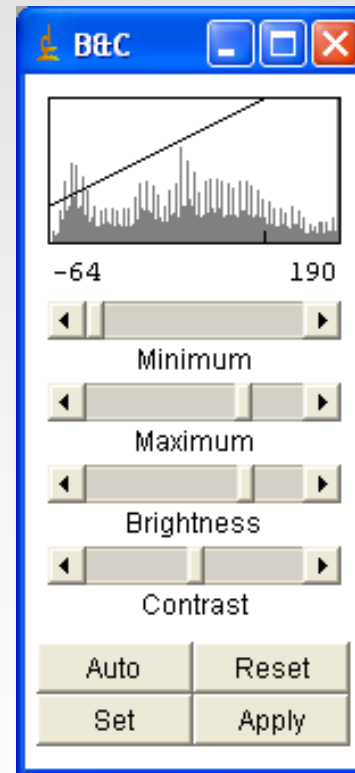 B&C
-64 190
Minimum
Maximum
Brightness
Contrast
Auto Reset
Set Apply